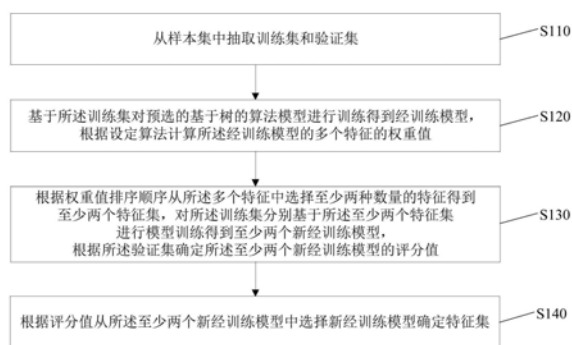 从样本集中抽取训练集和验证集
S110
基于所述训练集对预选的基于树的算法模型进行训练得到经训练模型，
根据设定算法计算所述经训练模型的多个特征的权重值
S120
根据权重值排序顺序从所述多个特征中选择至少两种数量的特征得到
至少两个特征集，对所述训练集分别基于所述至少两个特征集
进行模型训练得到至少两个新经训练模型，
根据所述验证集确定所述至少两个新经训练模型的评分值
S130
根据评分值从所述至少两个新经训练模型中选择新经训练模型确定特征集
S140